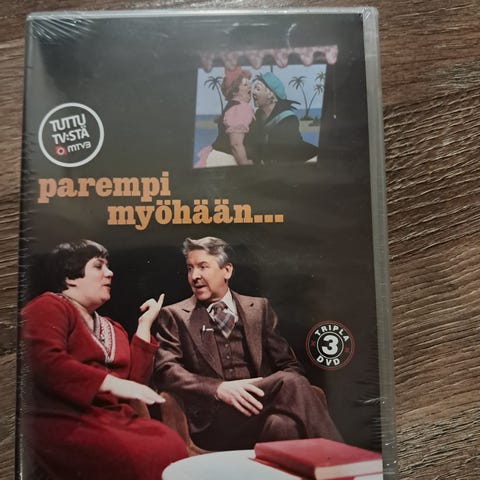 TUTTU
TV:STÄ
mTV3
parempi
myöhään...
TRIPLA
3
DVD